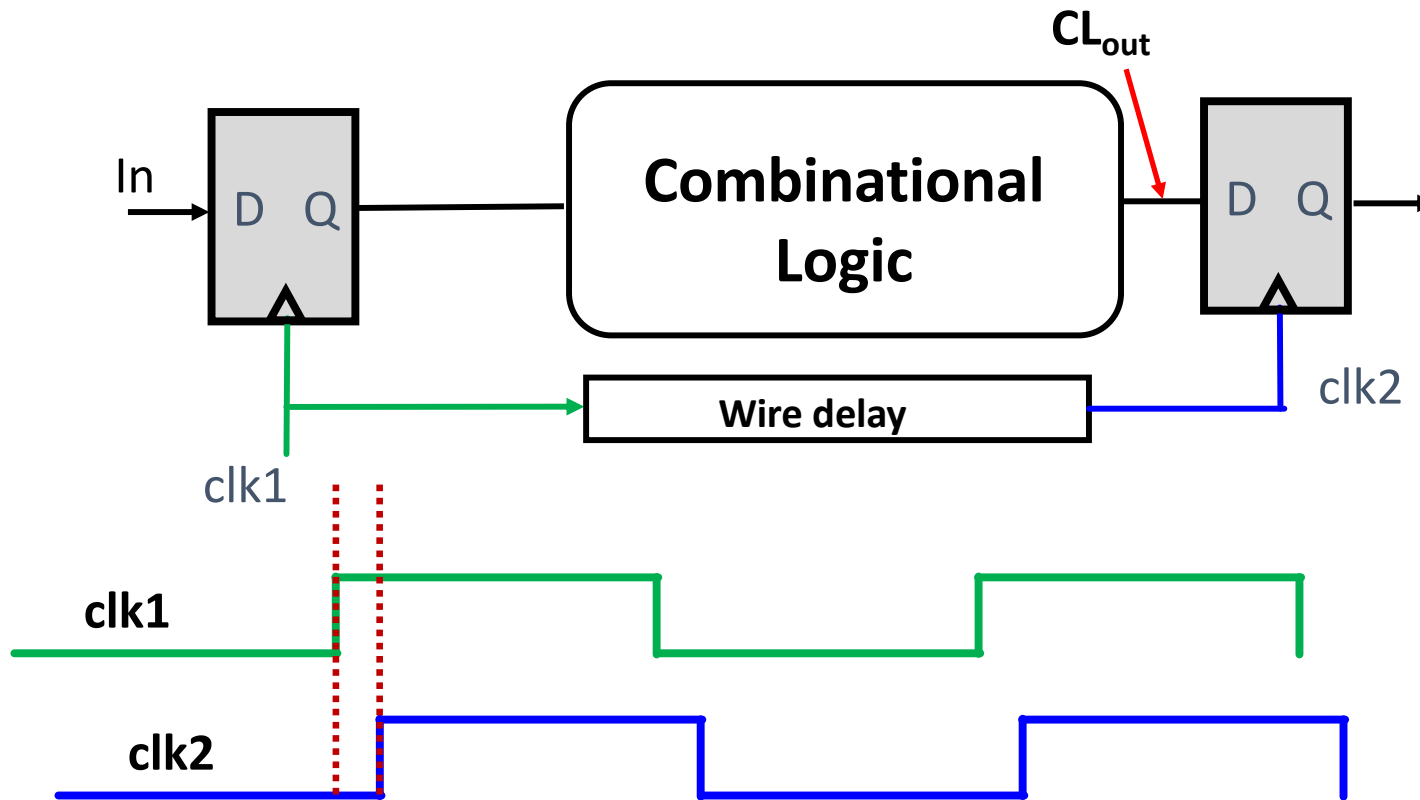 CLout
In
D Q
Combinational
Logic
D Q
Wire delay
clk2
clk1
clk1
clk2